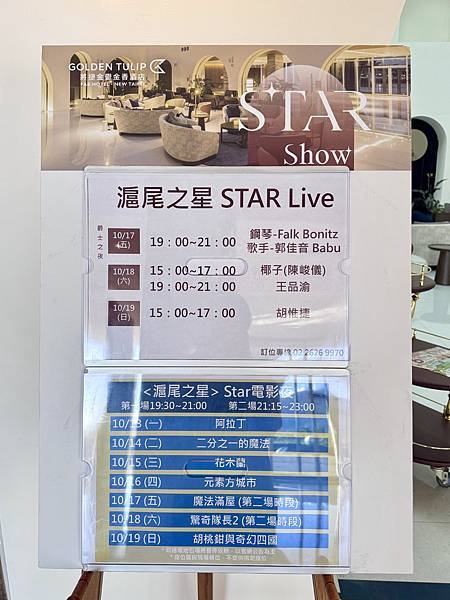 GOLDEN TULIP
將捷金鬱金香酒店
FAB HOTEL · NEW TAIPEI
STAR
Show
滬尾之星 STAR Live
爵士之夜
10/17 (五) 19：00~21：00 鋼琴-Falk Bonitz
歌手-郭佳音 Babu
10/18 (六) 15：00~17：00 椰子(陳峻儀)
19：00~21：00 王品渝
10/19 (日) 15：00~17：00 胡惟捷
訂位專線 02 2626 9970
<滬尾之星> Star電影夜
第一場19:30~21:00 第二場21:15~23:00
10/13 (一) 阿拉丁
10/14 (二) 二分之一的魔法
10/15 (三) 花木蘭
10/16 (四) 元素方城市
10/17 (五) 魔法滿屋 (第二場時段)
10/18 (六) 驚奇隊長2 (第二場時段)
10/19 (日) 胡桃鉗與奇幻四國